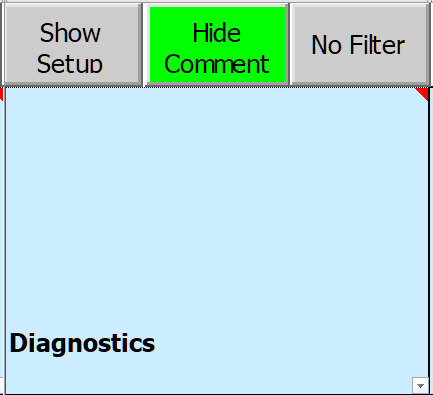 Show
Setup
Hide
Comment
No Filter
Diagnostics